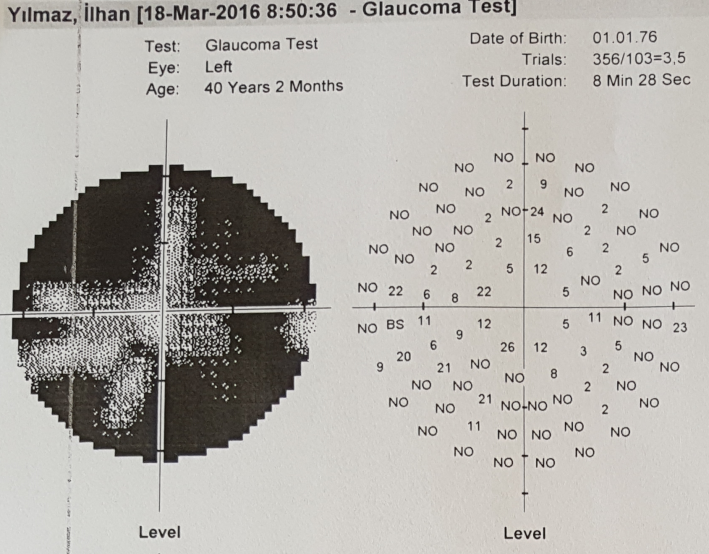 Yılmaz, İlhan [18-Mar-2016 8:50:36 - Glaucoma Test]
Test: Glaucoma Test
Eye: Left
Age: 40 Years 2 Months
Date of Birth: 01.01.76
Trials: 356/103=3,5
Test Duration: 8 Min 28 Sec
NO NO NO NO
NO NO 2 9 NO NO
NO NO 2 NO 24 NO 2 NO
NO NO 2 15 6 2 NO
NO 2 2 5 12 NO 2 5 NO
NO 22 6 8 22 5 NO NO NO
NO BS 11 9 12 5 11 NO NO 23
9 20 6 21 NO 26 12 3 5 NO
NO NO NO 8 2 2 NO NO
NO NO 21 NO NO NO 2 NO
NO 11 NO NO NO NO
NO NO NO NO
Level
Level